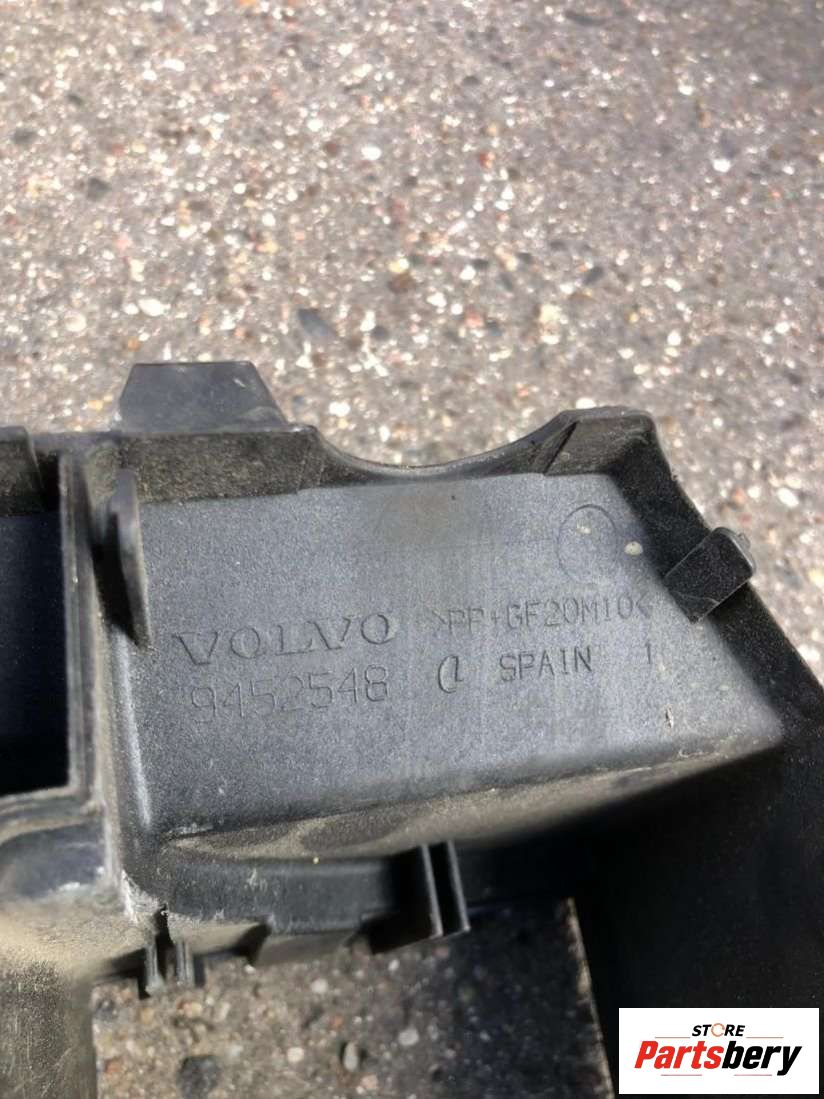 VOLVO >PP+GF20M10<
9452548 SPAIN 1
STORE
Partsbery